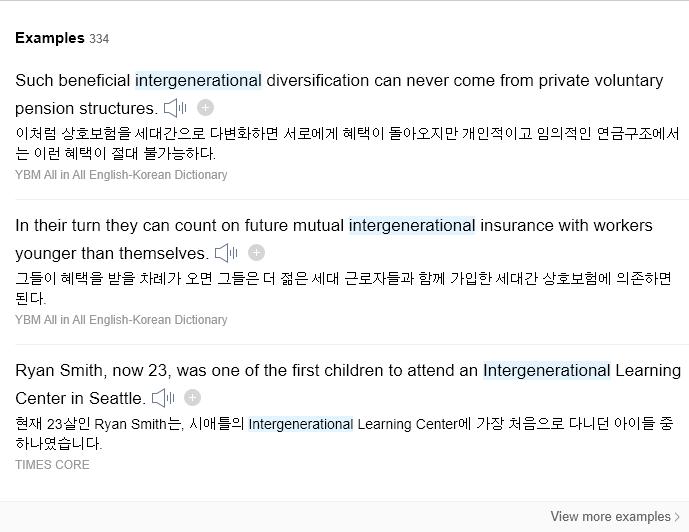 Examples 334
Such beneficial intergenerational diversification can never come from private voluntary
pension structures.
이처럼 상호보험을 세대간으로 다변화하면 서로에게 혜택이 돌아오지만 개인적이고 임의적인 연금구조에서
는 이런 혜택이 절대 불가능하다.
YBM All in All English-Korean Dictionary
In their turn they can count on future mutual intergenerational insurance with workers
younger than themselves.
그들이 혜택을 받을 차례가 오면 그들은 더 젊은 세대 근로자들과 함께 가입한 세대간 상호보험에 의존하면
된다.
YBM All in All English-Korean Dictionary
Ryan Smith, now 23, was one of the first children to attend an Intergenerational Learning
Center in Seattle.
현재 23살인 Ryan Smith는, 시애틀의 Intergenerational Learning Center에 가장 처음으로 다니던 아이들 중
하나였습니다.
TIMES CORE
View more examples